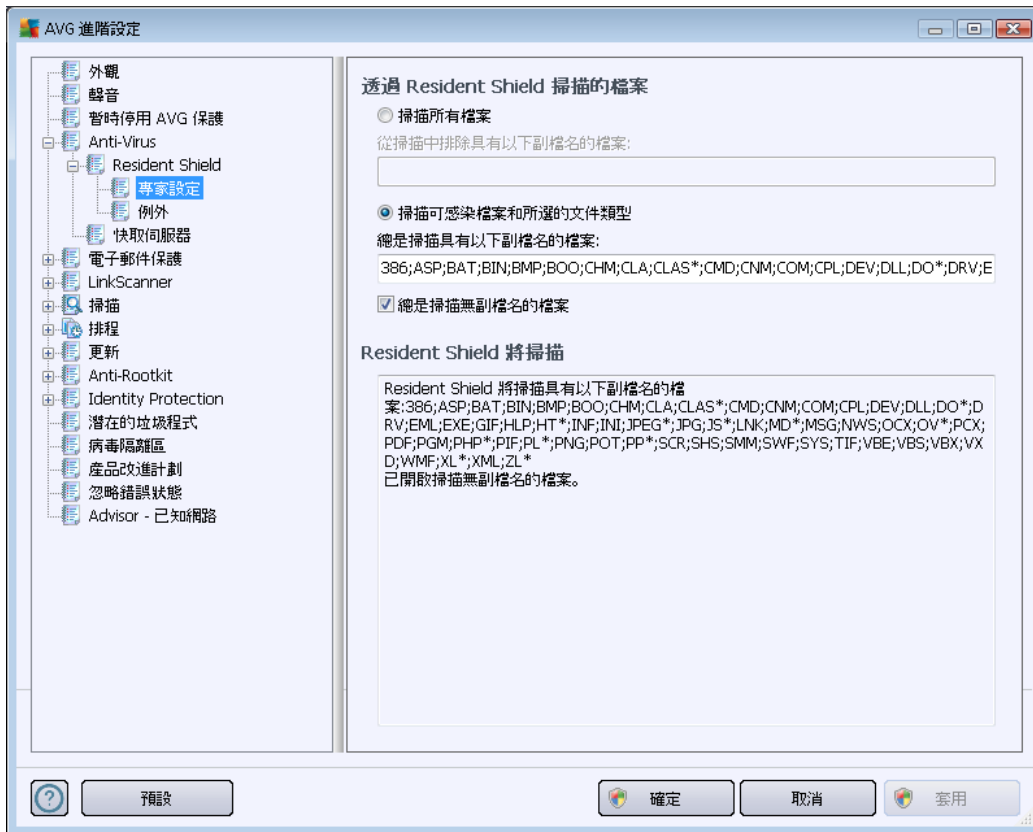 AVG 進階設定
外觀
聲音
暫時停用 AVG 保護
Anti-Virus
Resident Shield
專家設定
例外
快取伺服器
電子郵件保護
LinkScanner
掃描
排程
更新
Anti-Rootkit
Identity Protection
潛在的垃圾程式
病毒隔離區
産品改進計劃
忽略錯誤狀態
Advisor - 已知網路
透過 Resident Shield 掃描的檔案
掃描所有檔案
從掃描中排除具有以下副檔名的檔案:
掃描可感染檔案和所選的文件類型
總是掃描具有以下副檔名的檔案:
386;ASP;BAT;BIN;BMP;BOO;CHM;CLA;CLAS*;CMD;CNM;COM;CPL;DEV;DLL;DO*;DRV;E
總是掃描無副檔名的檔案
Resident Shield 將掃描
Resident Shield 將掃描具有以下副檔名的檔
案:386;ASP;BAT;BIN;BMP;BOO;CHM;CLA;CLAS*;CMD;CNM;COM;CPL;DEV;DLL;DO*;D
RV;EML;EXE;GIF;HLP;HT*;INF;INI;JPEG*;JPG;JS*;LNK;MD*;MSG;NWS;OCX;OV*;PCX;
PDF;PGM;PHP*;PIF;PL*;PNG;POT;PP*;SCR;SHS;SMM;SWF;SYS;TIF;VBE;VBS;VBX;VX
D;WMF;XL*;XML;ZL*
已開啟掃描無副檔名的檔案。
預設
確定
取消
套用